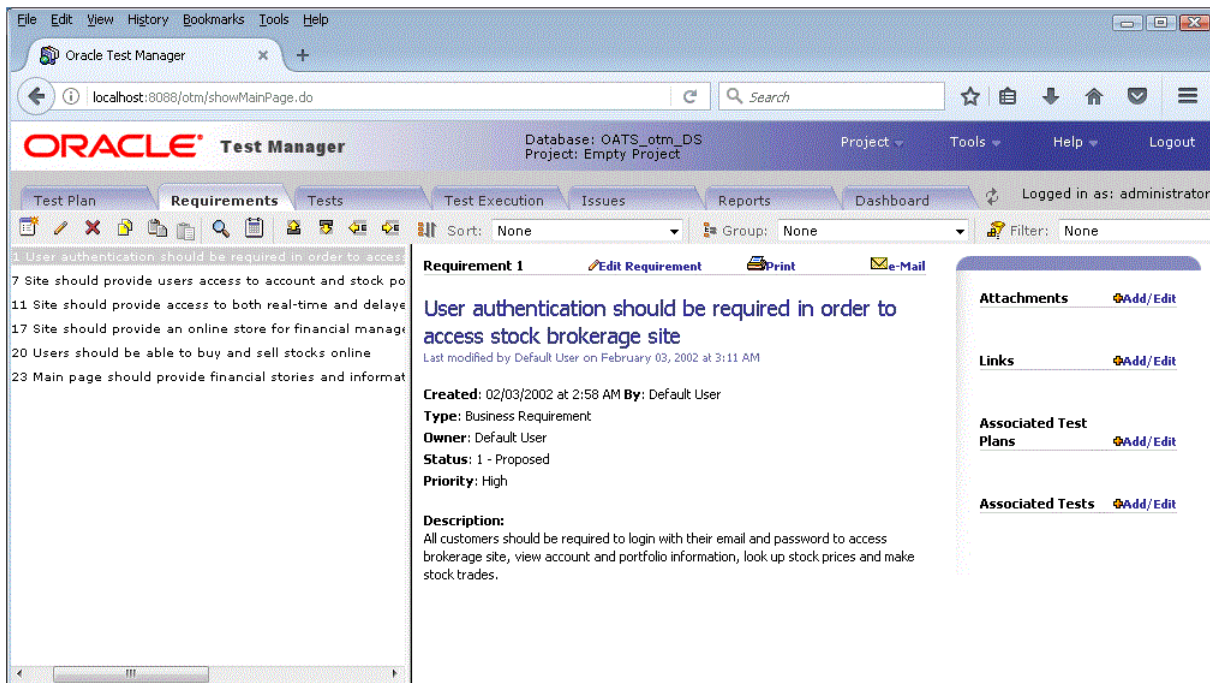 File Edit View History Bookmarks Tools Help
Oracle Test Manager
localhost:8088/otm/showMainPage.do
Search
ORACLE Test Manager
Database: OATS_otm_DS
Project: Empty Project
Project Tools Help Logout
Test Plan Requirements Tests Test Execution Issues Reports Dashboard
Logged in as: administrator
Sort: None Group: None Filter: None
1 User authentication should be required in order to access
7 Site should provide users access to account and stock po
11 Site should provide access to both real-time and delaye
17 Site should provide an online store for financial manage
20 Users should be able to buy and sell stocks online
23 Main page should provide financial stories and informat
Requirement 1 Edit Requirement Print e-Mail
User authentication should be required in order to
access stock brokerage site
Last modified by Default User on February 03, 2002 at 3:11 AM
Created: 02/03/2002 at 2:58 AM By: Default User
Type: Business Requirement
Owner: Default User
Status: 1 - Proposed
Priority: High
Description:
All customers should be required to login with their email and password to access
brokerage site, view account and portfolio information, look up stock prices and make
stock trades.
Attachments Add/Edit
Links Add/Edit
Associated Test
Plans Add/Edit
Associated Tests Add/Edit